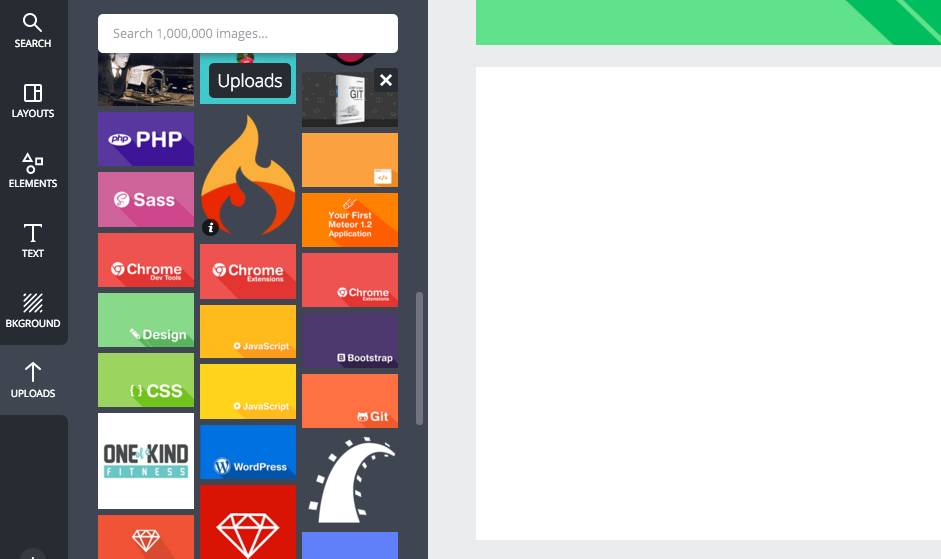 SEARCH
LAYOUTS
ELEMENTS
TEXT
BKGROUND
UPLOADS
Search 1,000,000 images...
Uploads
php PHP
Sass
Chrome
Dev Tools
Design
{ } CSS
ONE of a KIND
FITNESS
i
Chrome
Extensions
JavaScript
JavaScript
WordPress
GIT
</>
Your First
Meteor 1.2
Application
Chrome
Extensions
B Bootstrap
Git